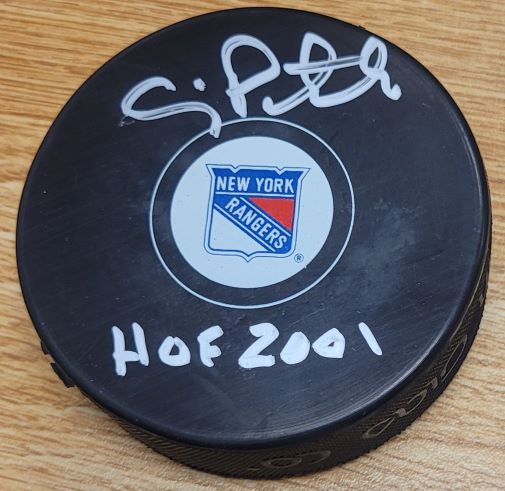 NEW YORK
RANGERS
®
HOF 2001